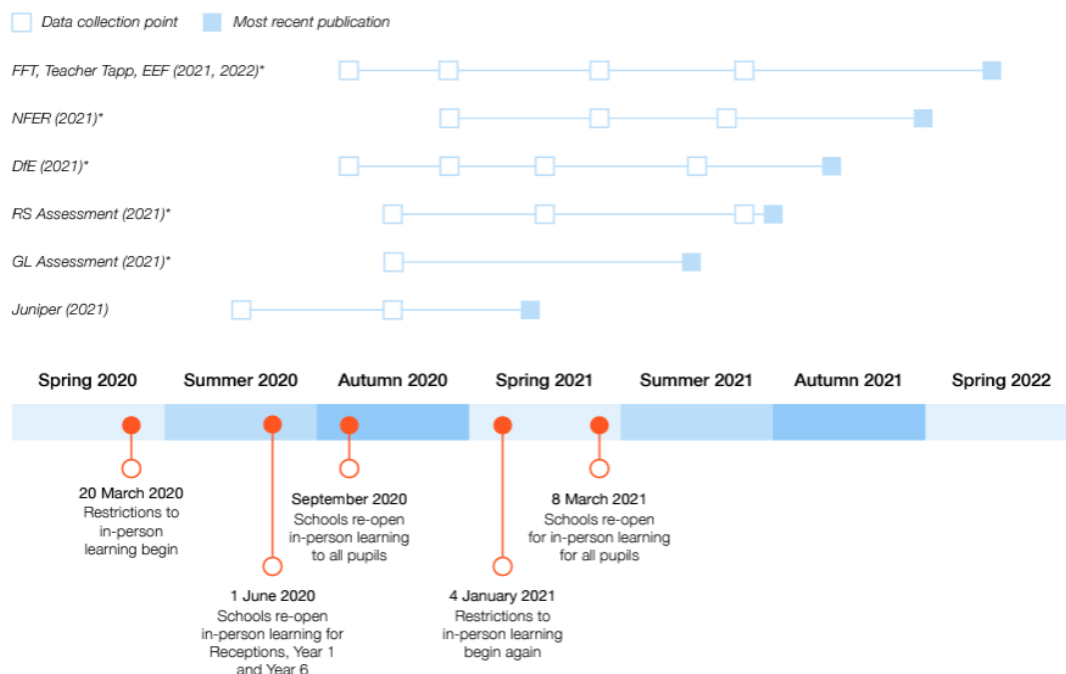 Data collection point
Most recent publication
FFT, Teacher Tapp, EEF (2021, 2022)*
NFER (2021)*
DfE (2021)*
RS Assessment (2021)*
GL Assessment (2021)*
Juniper (2021)
Spring 2020
Summer 2020
Autumn 2020
Spring 2021
Summer 2021
Autumn 2021
Spring 2022
20 March 2020
Restrictions to
in-person
learning begin
September 2020
Schools re-open
in-person learning
to all pupils
8 March 2021
Schools re-open
for in-person learning
for all pupils
1 June 2020
Schools re-open
in-person learning for
Receptions, Year 1
and Year 6
4 January 2021
Restrictions to
in-person learning
begin again